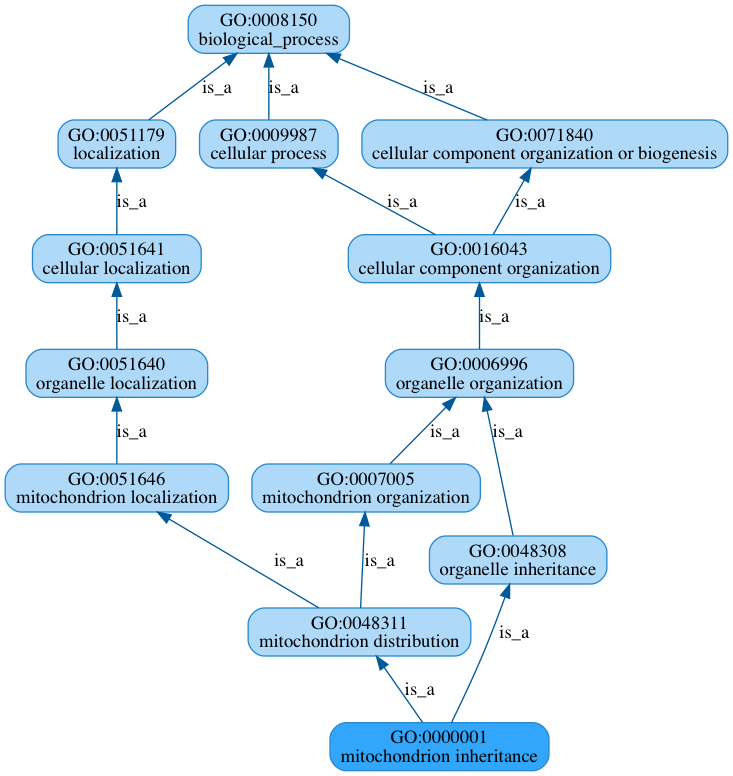 GO:0008150
biological_process
is_a
is_a
is_a
GO:0051179
localization
GO:0009987
cellular process
GO:0071840
cellular component organization or biogenesis
is_a
is_a
is_a
GO:0051641
cellular localization
GO:0016043
cellular component organization
is_a
is_a
GO:0051640
organelle localization
GO:0006996
organelle organization
is_a
is_a
is_a
GO:0051646
mitochondrion localization
GO:0007005
mitochondrion organization
GO:0048308
organelle inheritance
is_a
is_a
GO:0048311
mitochondrion distribution
is_a
is_a
GO:0000001
mitochondrion inheritance